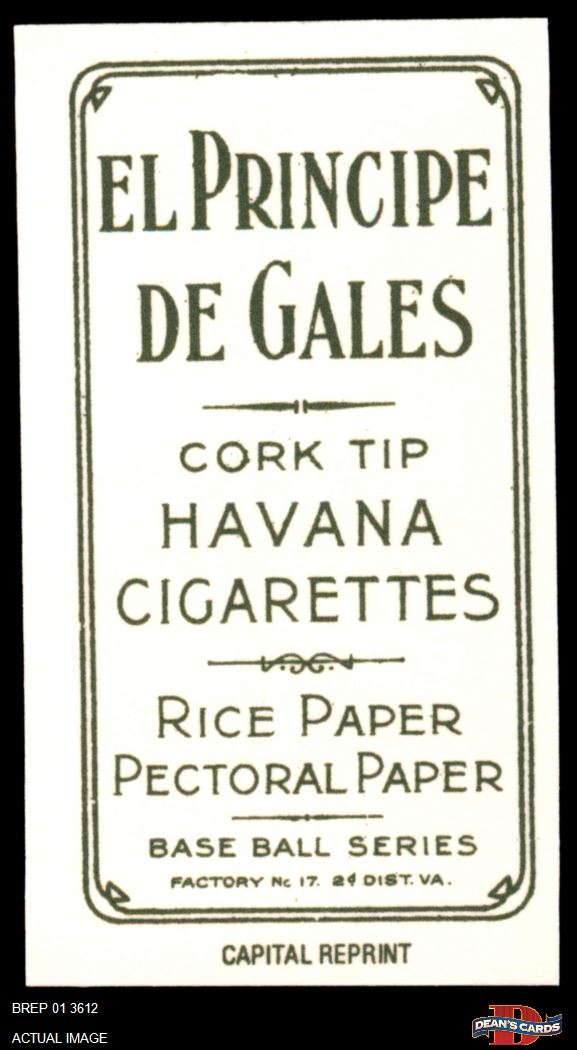 EL PRINCIPE
DE GALES
CORK TIP
HAVANA
CIGARETTES
RICE PAPER
PECTORAL PAPER
BASE BALL SERIES
FACTORY No 17. 2d DIST. VA.
CAPITAL REPRINT
BREP 01 3612
ACTUAL IMAGE
D
DEAN'S CARDS